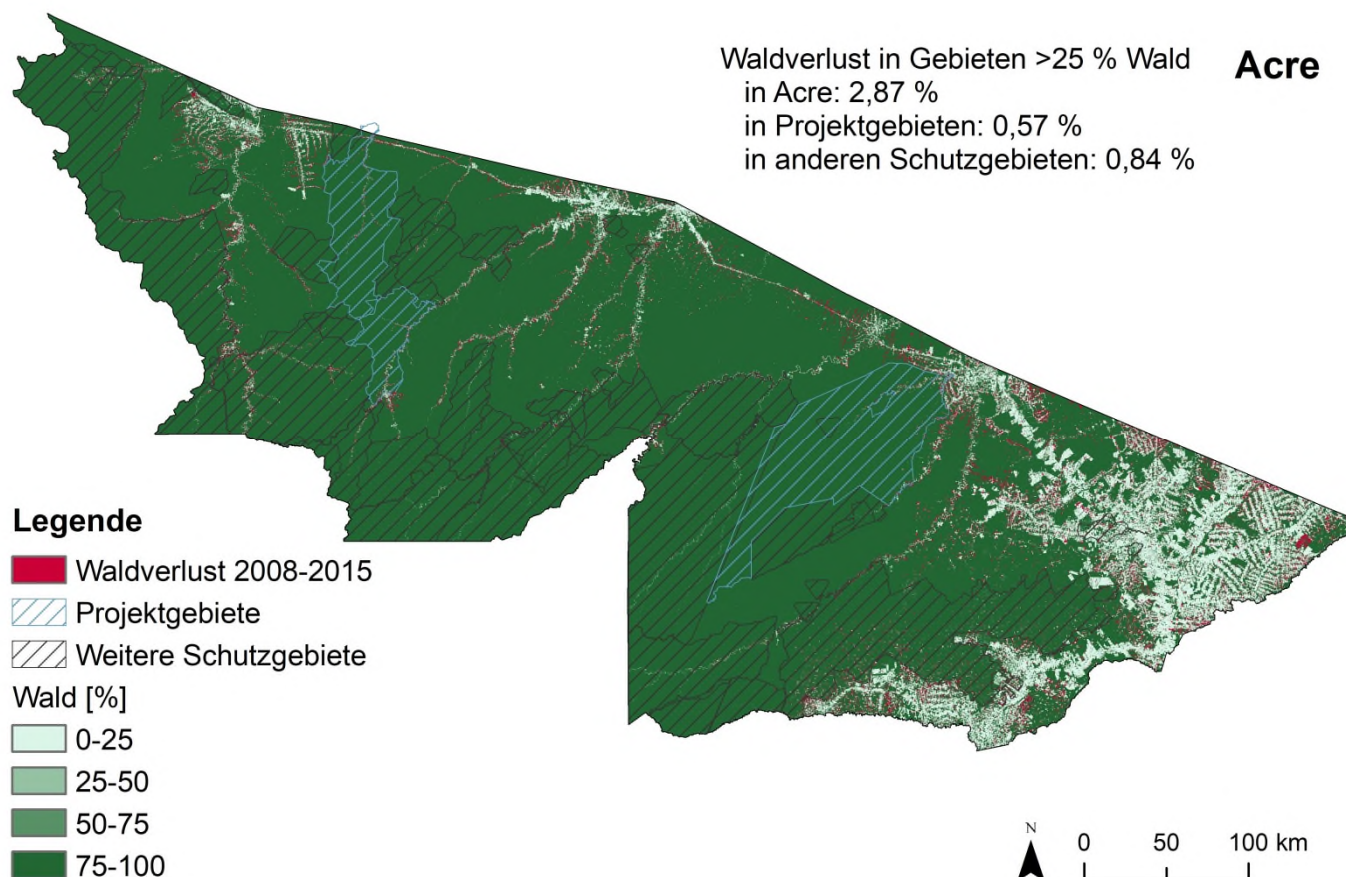 Waldverlust in Gebieten >25 % Wald
in Acre: 2,87 %
in Projektgebieten: 0,57 %
in anderen Schutzgebieten: 0,84 %
Acre
Legende
Waldverlust 2008-2015
Projektgebiete
Weitere Schutzgebiete
Wald [%]
0-25
25-50
50-75
75-100
N
0 50 100 km